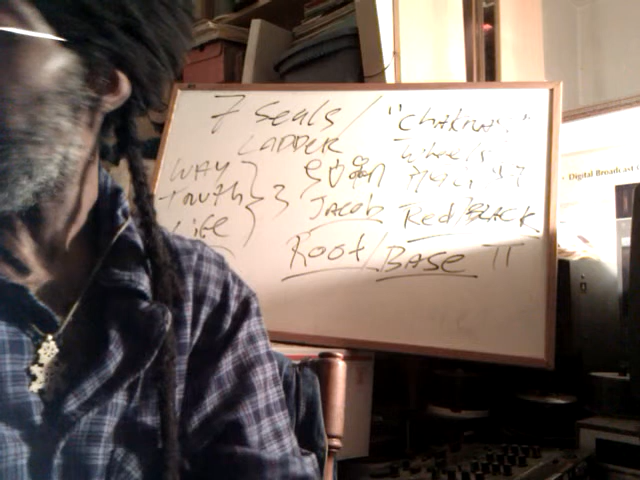 7 Seals / "Chakras"
LADDER Wheels
WAY
TRUTH } 3 JACOB Red/BLACK
Life
Root/BASE
Digital Broadcast